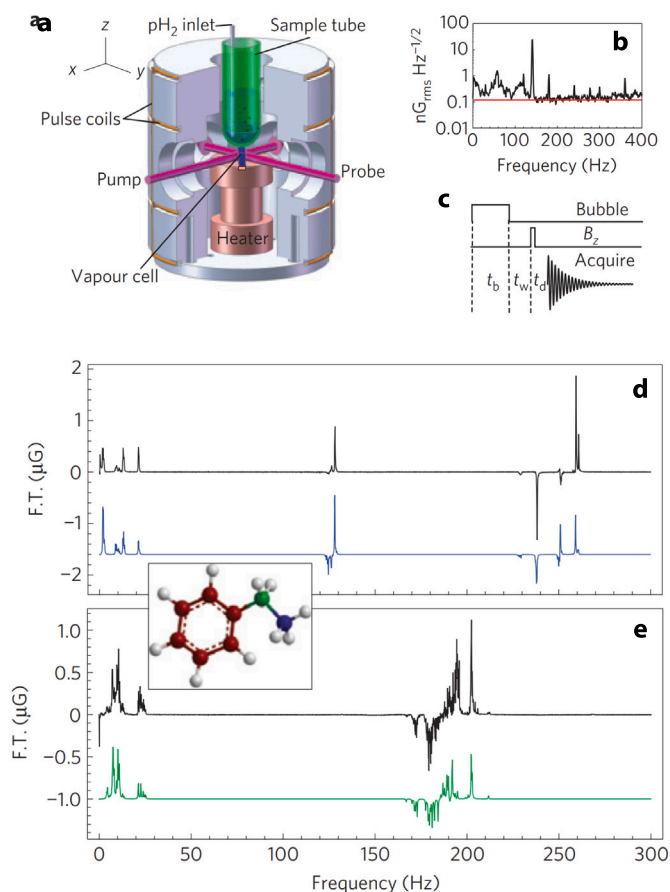 aa
pH2 inlet
Sample tube
z
x
y
Pulse coils
Pump
Probe
Heater
Vapour cell
b
nGrms Hz−1/2
100
10
1
0.1
0.01
0 100 200 300 400
Frequency (Hz)
c
Bubble
Bz
Acquire
tb tw td
d
F.T. (μG)
2
1
0
−1
−2
e
F.T. (μG)
1.0
0.5
0
−0.5
−1.0
0 50 100 150 200 250 300
Frequency (Hz)